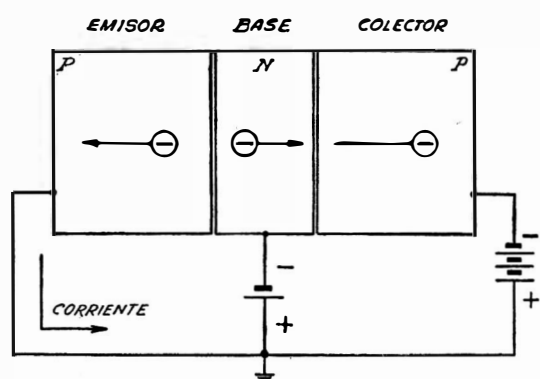 EMISOR BASE COLECTOR
P N P
− − −
− −
CORRIENTE + +